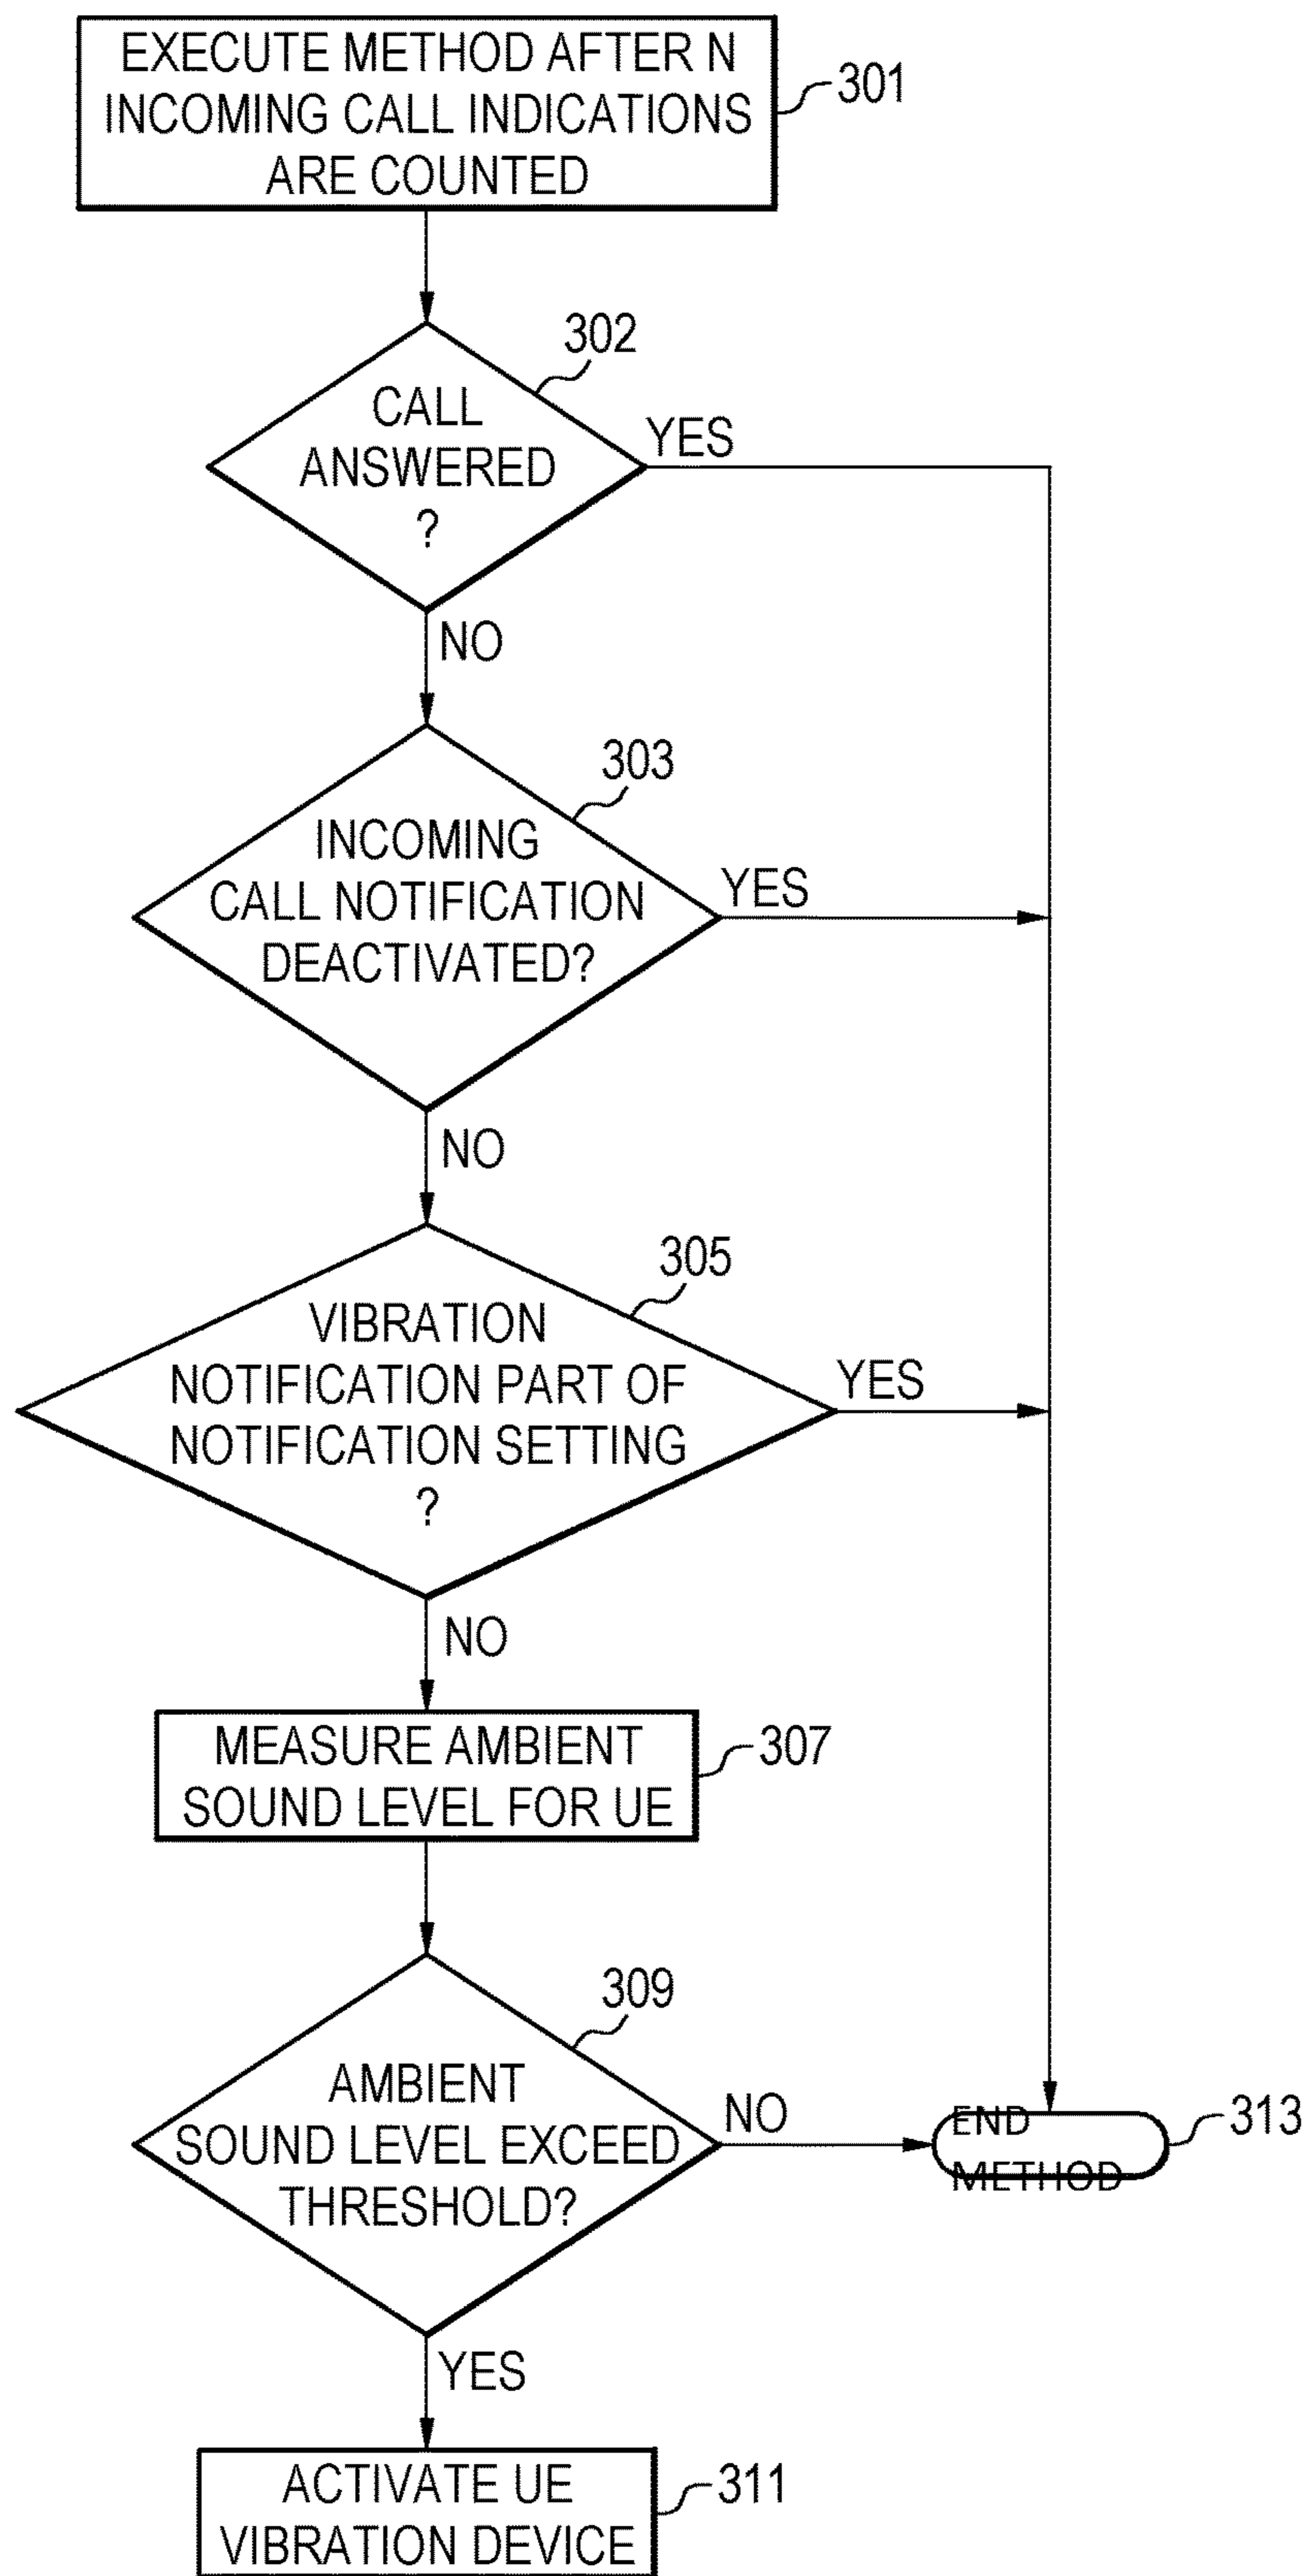 EXECUTE METHOD AFTER N
INCOMING CALL INDICATIONS
ARE COUNTED
301
302
CALL
ANSWERED
?
YES
NO
303
INCOMING
CALL NOTIFICATION
DEACTIVATED?
YES
NO
305
VIBRATION
NOTIFICATION PART OF
NOTIFICATION SETTING
?
YES
NO
MEASURE AMBIENT
SOUND LEVEL FOR UE
307
309
AMBIENT
SOUND LEVEL EXCEED
THRESHOLD?
NO
END
METHOD
313
YES
ACTIVATE UE
VIBRATION DEVICE
311